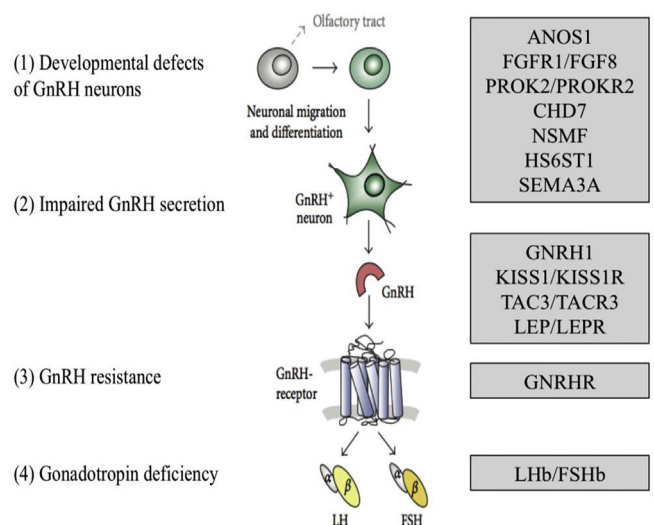 Olfactory tract
(1) Developmental defects
of GnRH neurons
Neuronal migration
and differentiation
ANOS1
FGFR1/FGF8
PROK2/PROKR2
CHD7
NSMF
HS6ST1
SEMA3A
(2) Impaired GnRH secretion
GnRH+
neuron
GnRH
GNRH1
KISS1/KISS1R
TAC3/TACR3
LEP/LEPR
(3) GnRH resistance
GnRH-
receptor
GNRHR
(4) Gonadotropin deficiency
α
β
α
β
LH
FSH
LHb/FSHb